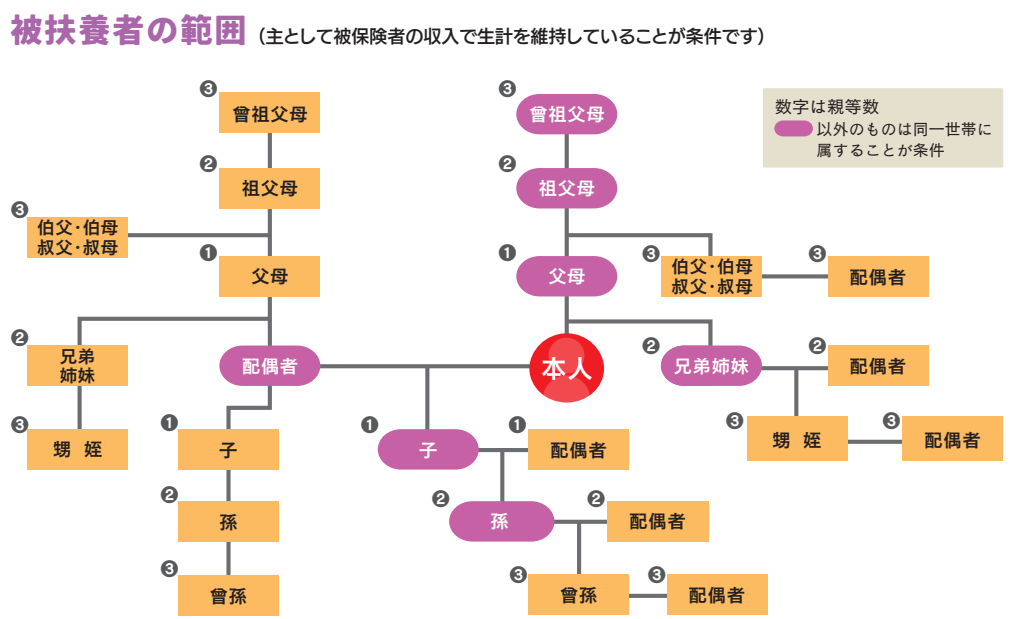 被扶養者の範囲(主として被保険者の収入で生計を維持していることが条件です)
数字は親等数
以外のものは同一世帯に
属することが条件
❸
曾祖父母
❸
曾祖父母
❷
祖父母
❷
祖父母
❸
伯父・伯母
叔父・叔母
❶
父母
❶
父母
❸
伯父・伯母
叔父・叔母
❸
配偶者
❷
兄弟
姉妹
配偶者
本人
❷
兄弟姉妹
❷
配偶者
❸
甥 姪
❶
子
❶
子
❶
配偶者
❸
甥 姪
❸
配偶者
❷
孫
❷
孫
❷
配偶者
❸
曾孫
❸
曾孫
❸
配偶者